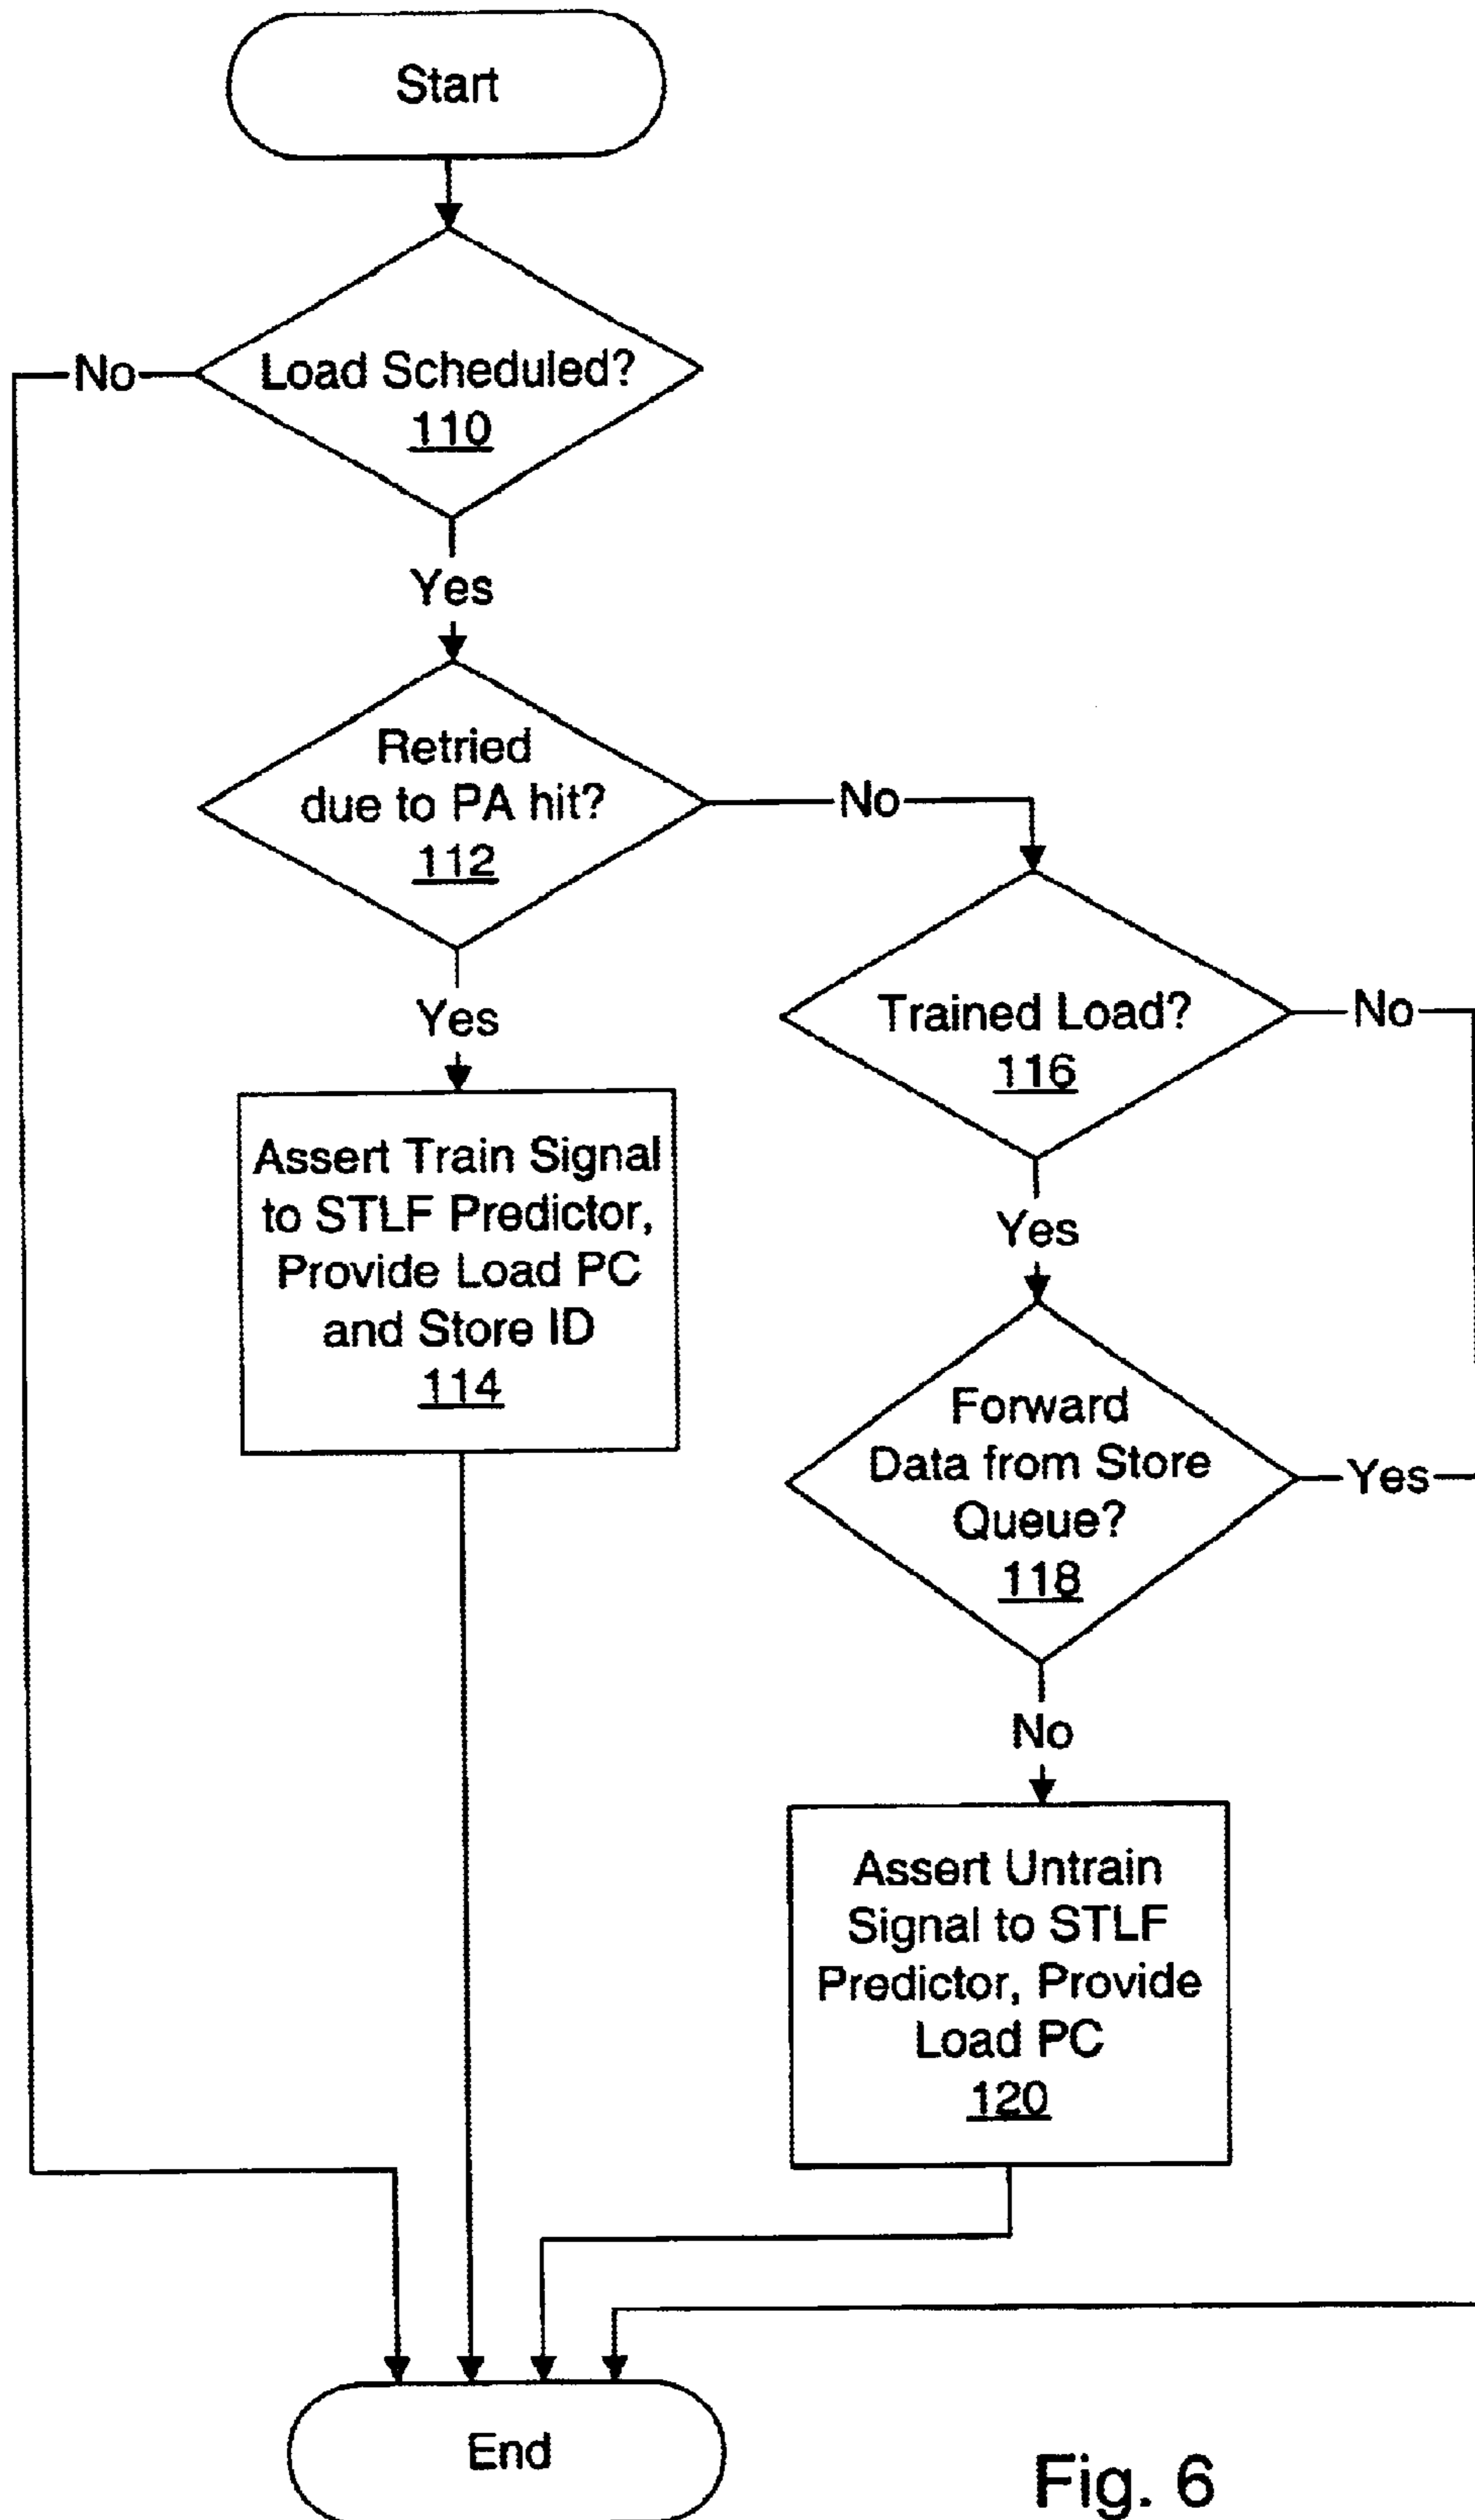 Start
No
Load Scheduled?
110
Yes
Retried
due to PA hit?
112
No
Yes
Trained Load?
116
No
Assert Train Signal
to STLF Predictor,
Provide Load PC
and Store ID
114
Yes
Forward
Data from Store
Queue?
118
Yes
No
Assert Untrain
Signal to STLF
Predictor, Provide
Load PC
120
End
Fig. 6